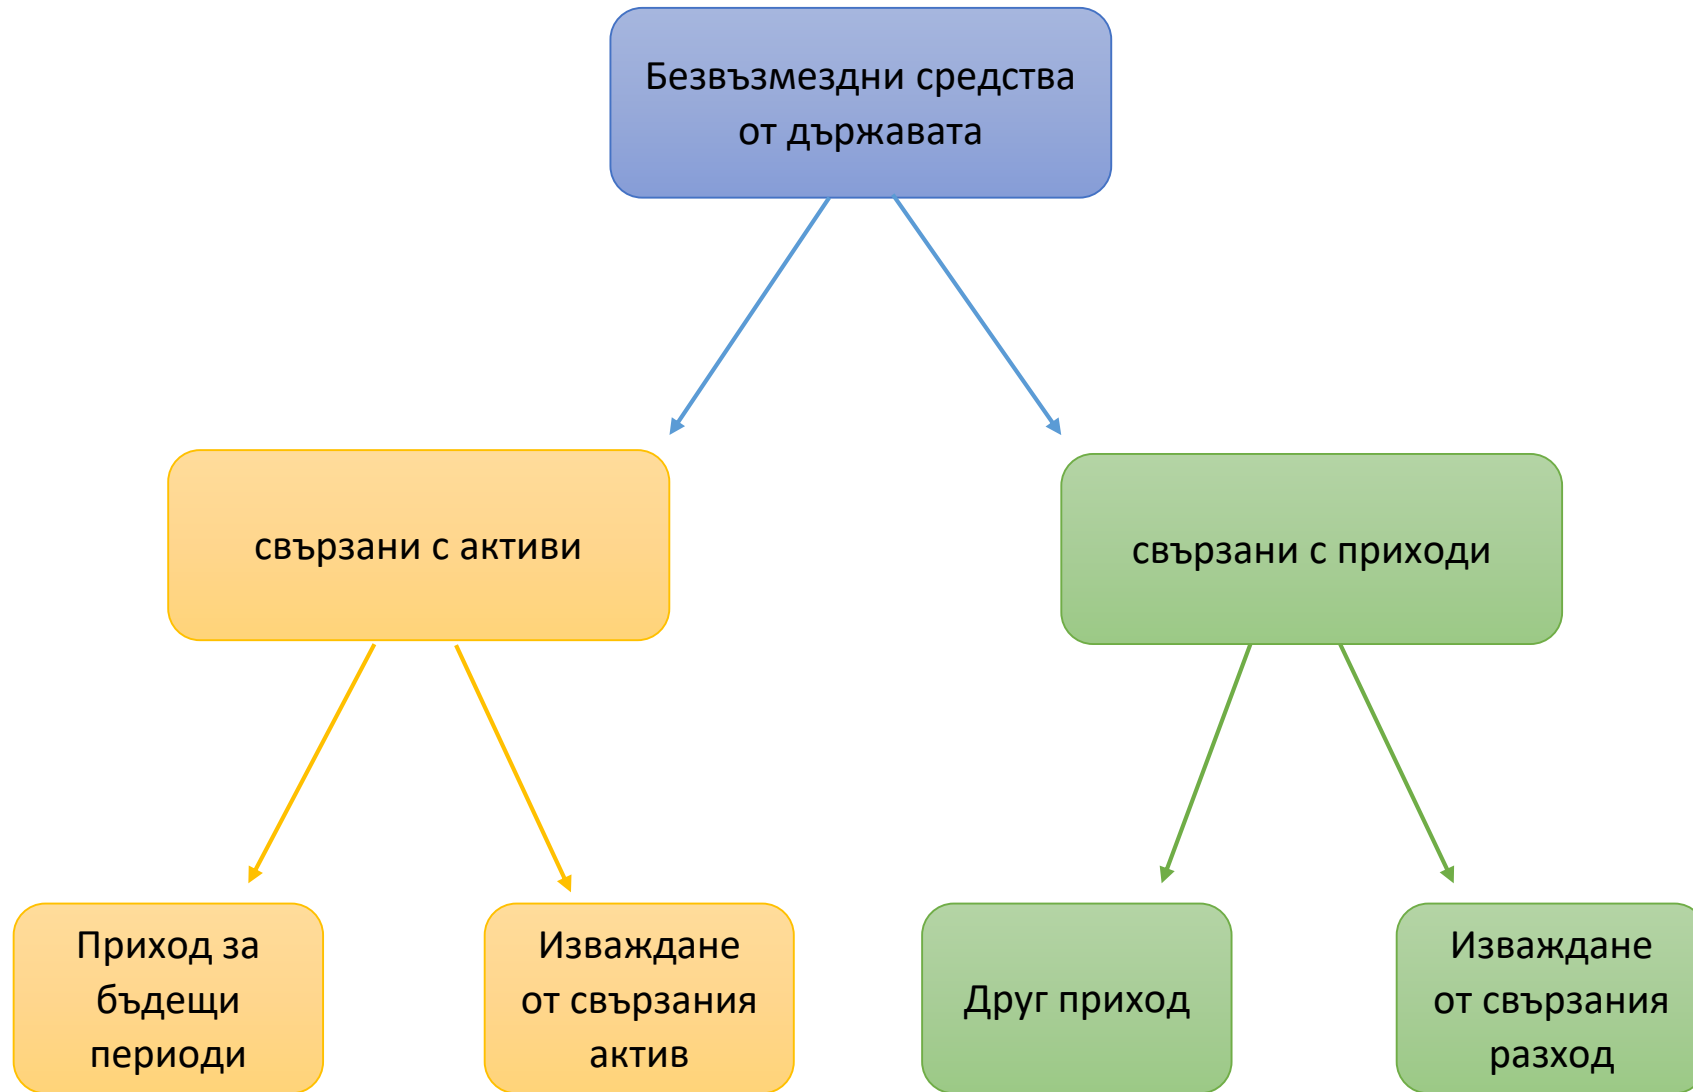 Безвъзмездни средства
от държавата
свързани с активи
свързани с приходи
Приход за
бъдещи
периоди
Изваждане
от свързания
актив
Друг приход
Изваждане
от свързания
разход